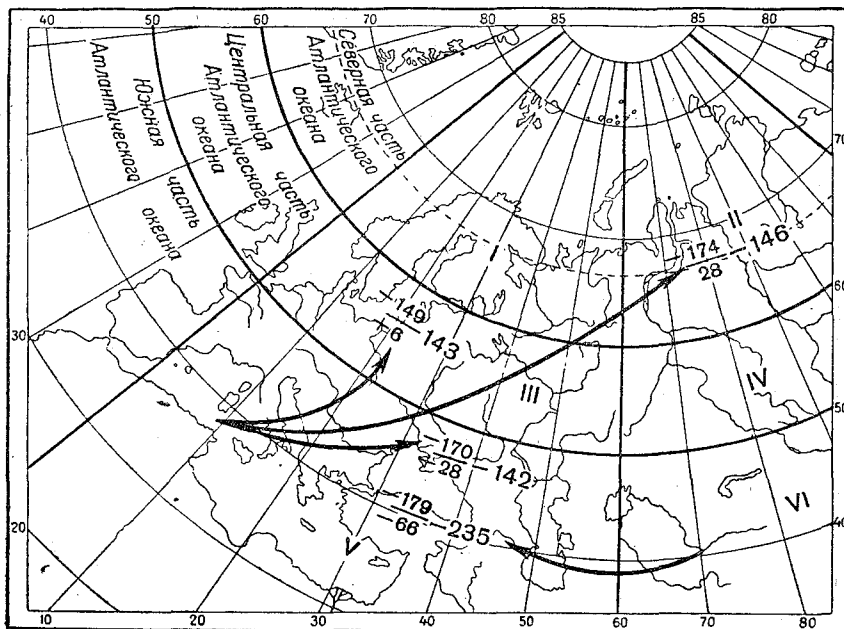 40 50 60 70 80 85 85 80
Северная часть
Атлантического
океана
Центральная часть
Атлантического
океана
Южная часть
Атлантического
океана
70
II
-174
28 -146
I
60
30
-149
-6 -143
III
IV
50
-170
-28 -142
VI
-179
-66 -235
V
20
40
10 20 30 40 50 60 70 80